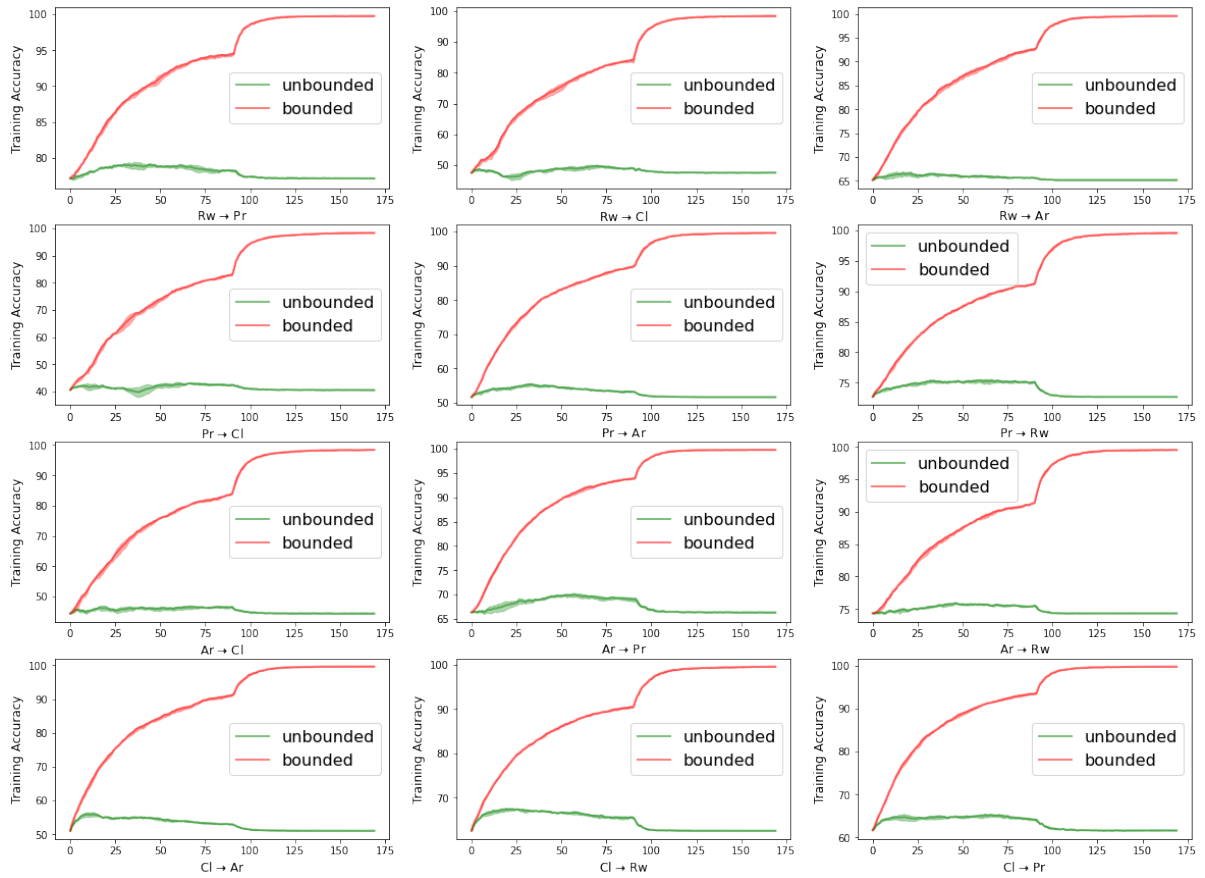 Training Accuracy
100
95
90
85
80
unbounded
bounded
0 25 50 75 100 125 150 175
Rw → Pr
Training Accuracy
100
90
80
70
60
50
unbounded
bounded
0 25 50 75 100 125 150 175
Rw → Cl
Training Accuracy
100
95
90
85
80
75
70
65
unbounded
bounded
0 25 50 75 100 125 150 175
Rw → Ar
Training Accuracy
100
90
80
70
60
50
40
unbounded
bounded
0 25 50 75 100 125 150 175
Pr → Cl
Training Accuracy
100
90
80
70
60
50
unbounded
bounded
0 25 50 75 100 125 150 175
Pr → Ar
Training Accuracy
100
95
90
85
80
75
unbounded
bounded
0 25 50 75 100 125 150 175
Pr → Rw
Training Accuracy
100
90
80
70
60
50
unbounded
bounded
0 25 50 75 100 125 150 175
Ar → Cl
Training Accuracy
100
95
90
85
80
75
70
65
unbounded
bounded
0 25 50 75 100 125 150 175
Ar → Pr
Training Accuracy
100
95
90
85
80
75
unbounded
bounded
0 25 50 75 100 125 150 175
Ar → Rw
Training Accuracy
100
90
80
70
60
50
unbounded
bounded
0 25 50 75 100 125 150 175
Cl → Ar
Training Accuracy
100
90
80
70
unbounded
bounded
0 25 50 75 100 125 150 175
Cl → Rw
Training Accuracy
100
90
80
70
60
unbounded
bounded
0 25 50 75 100 125 150 175
Cl → Pr